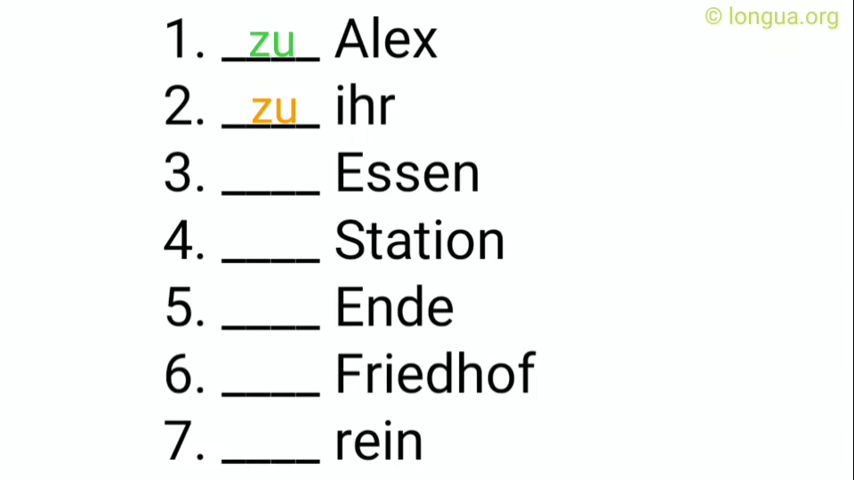 © longua.org
1. zu Alex
2. zu ihr
3. ____ Essen
4. ____ Station
5. ____ Ende
6. ____ Friedhof
7. ____ rein